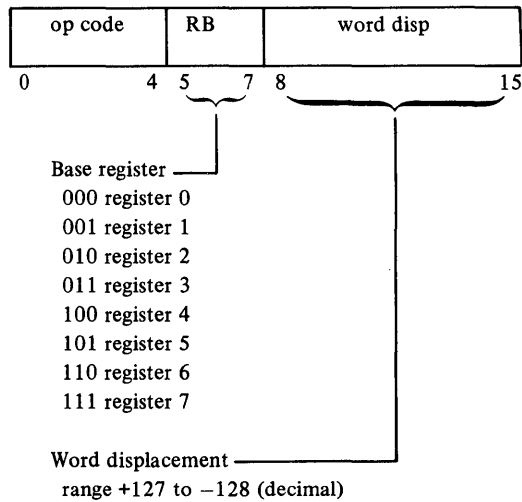 op code RB word disp
0 4 5 7 8 15
Base register
000 register 0
001 register 1
010 register 2
011 register 3
100 register 4
101 register 5
110 register 6
111 register 7
Word displacement
range +127 to −128 (decimal)